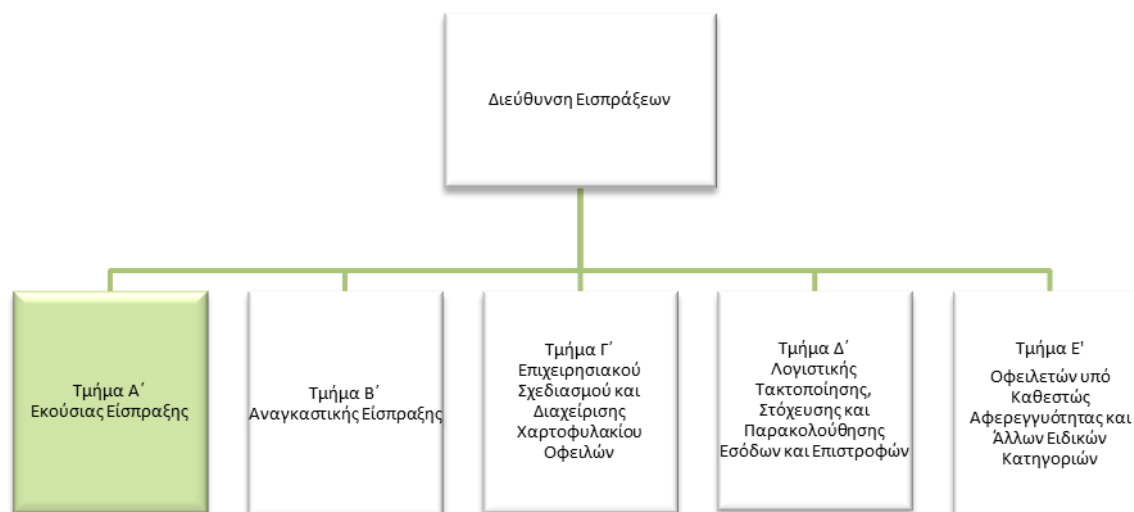 Διεύθυνση Εισπράξεων
Τμήμα Α΄
Εκούσιας Είσπραξης
Τμήμα Β΄
Αναγκαστικής Είσπραξης
Τμήμα Γ΄
Επιχειρησιακού
Σχεδιασμού και
Διαχείρισης
Χαρτοφυλακίου
Οφειλών
Τμήμα Δ΄
Λογιστικής
Τακτοποίησης,
Στόχευσης και
Παρακολούθησης
Εσόδων και Επιστροφών
Τμήμα Ε'
Οφειλετών υπό
Καθεστώς
Αφερεγγυότητας και
Άλλων Ειδικών
Κατηγοριών